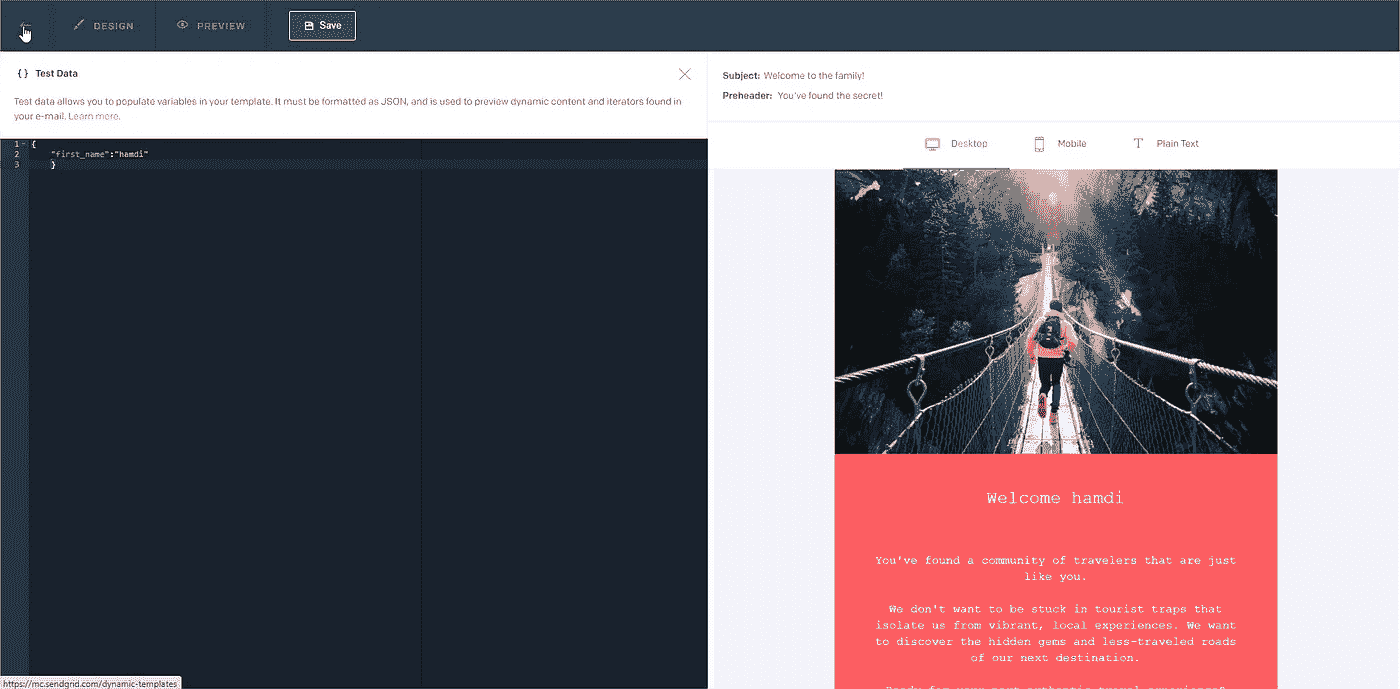 DESIGN
PREVIEW
Save
{ } Test Data
Test data allows you to populate variables in your template. It must be formatted as JSON, and is used to preview dynamic content and iterators found in
your e-mail. Learn more.
1 {
2 "first_name":"hamdi"
3 }
Subject: Welcome to the family!
Preheader: You've found the secret!
Desktop
Mobile
T Plain Text
Welcome hamdi
You've found a community of travelers that are just
like you.
We don't want to be stuck in tourist traps that
isolate us from vibrant, local experiences. We want
to discover the hidden gems and less-traveled roads
of our next destination.
https://mc.sendgrid.com/dynamic-templates